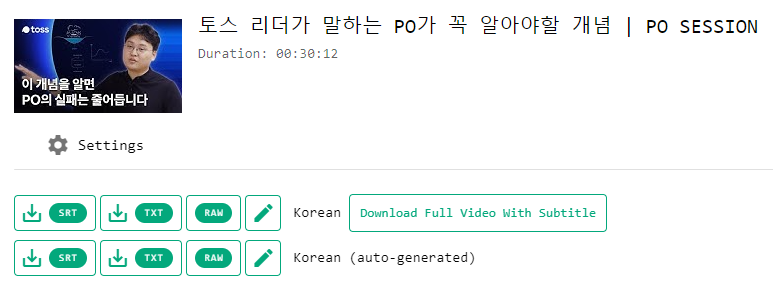 토스 리더가 말하는 PO가 꼭 알아야할 개념 | PO SESSION
Duration: 00:30:12
toss
이 개념을 알면
PO의 실패는 줄어듭니다
Settings
SRT TXT RAW Korean Download Full Video With Subtitle
SRT TXT RAW Korean (auto-generated)